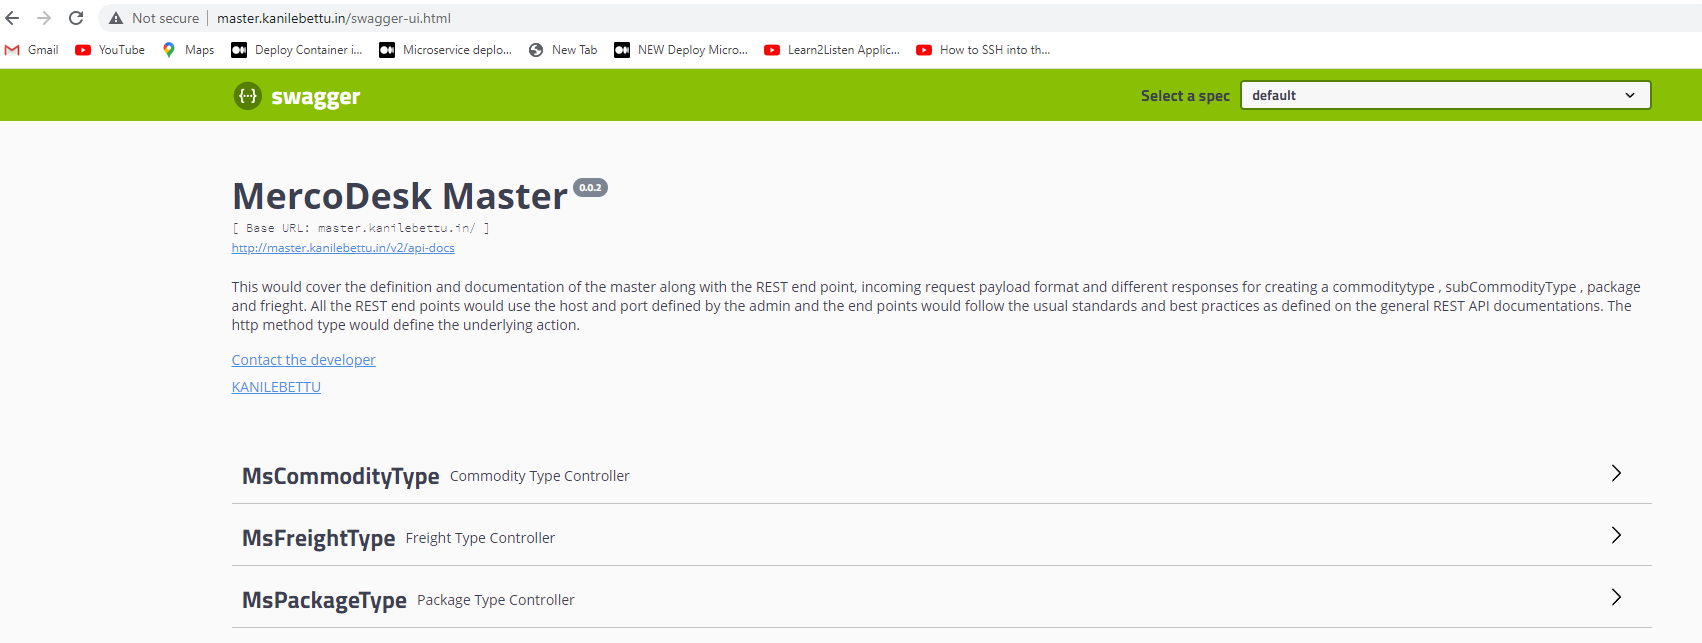 Not secure master.kanilebettu.in/swagger-ui.html
Gmail YouTube Maps Deploy Container i... Microservice deplo... New Tab NEW Deploy Micro... Learn2Listen Applic... How to SSH into th...
{···} swagger Select a spec default
MercoDesk Master 0.0.2
[ Base URL: master.kanilebettu.in/ ]
http://master.kanilebettu.in/v2/api-docs
This would cover the definition and documentation of the master along with the REST end point, incoming request payload format and different responses for creating a commoditytype , subCommodityType , package
and frieght. All the REST end points would use the host and port defined by the admin and the end points would follow the usual standards and best practices as defined on the general REST API documentations. The
http method type would define the underlying action.
Contact the developer
KANILEBETTU
MsCommodityType Commodity Type Controller
MsFreightType Freight Type Controller
MsPackageType Package Type Controller